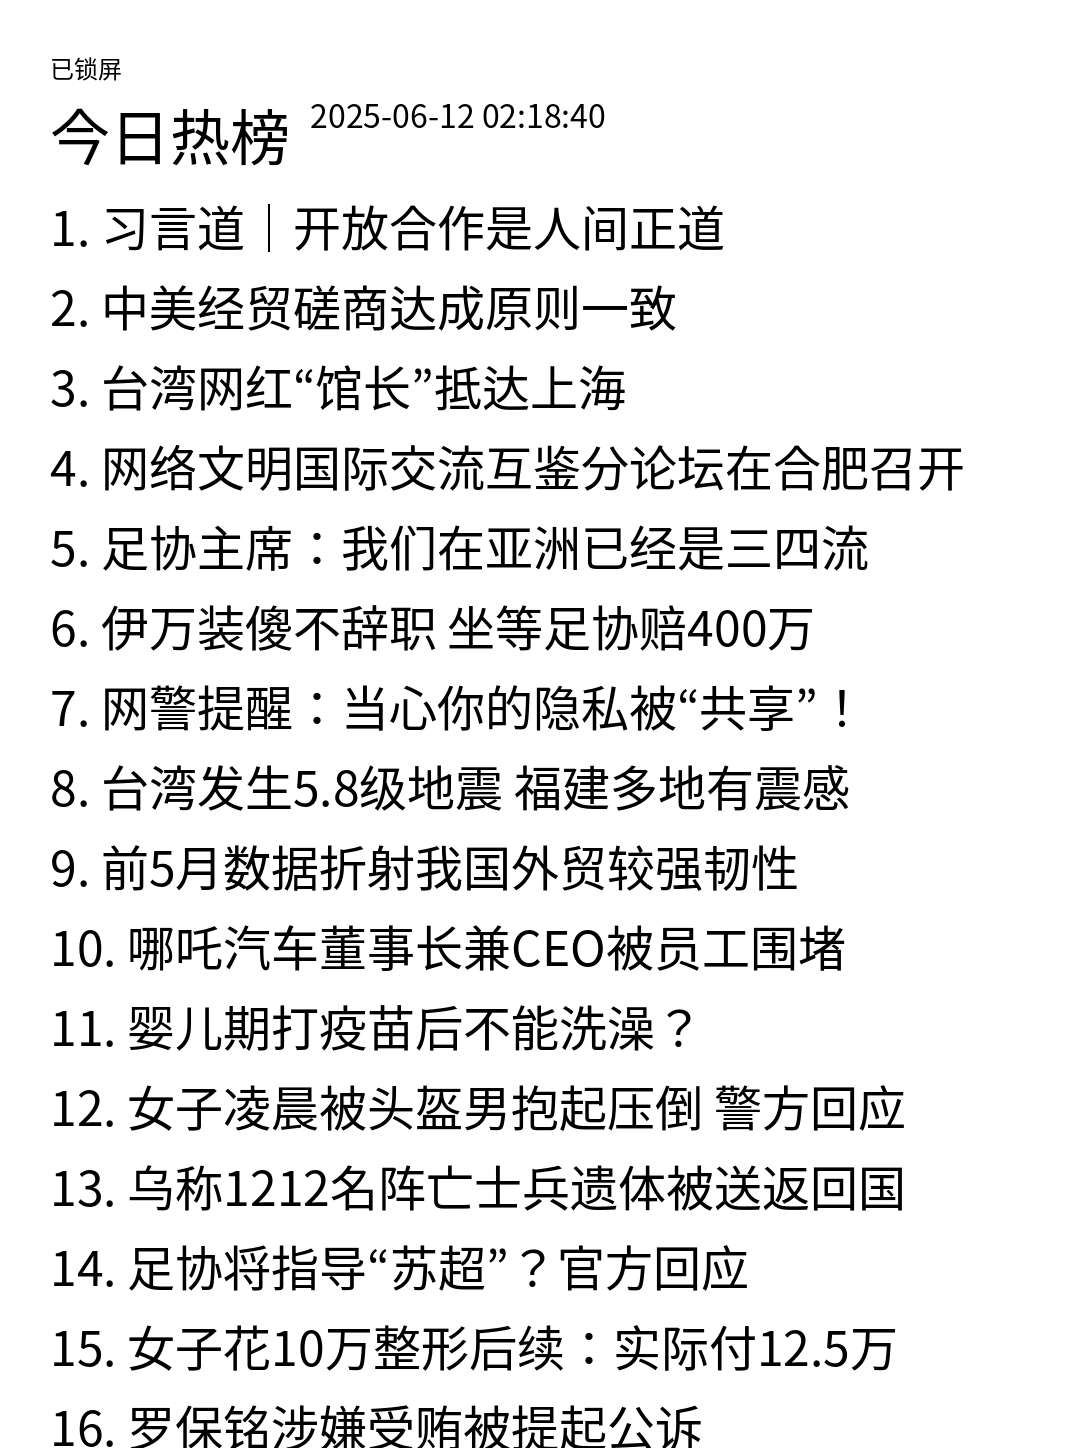 已锁屏
今日热榜 2025-06-12 02:18:40
1. 习言道｜开放合作是人间正道
2. 中美经贸磋商达成原则一致
3. 台湾网红“馆长”抵达上海
4. 网络文明国际交流互鉴分论坛在合肥召开
5. 足协主席：我们在亚洲已经是三四流
6. 伊万装傻不辞职 坐等足协赔400万
7. 网警提醒：当心你的隐私被“共享”！
8. 台湾发生5.8级地震 福建多地有震感
9. 前5月数据折射我国外贸较强韧性
10. 哪吒汽车董事长兼CEO被员工围堵
11. 婴儿期打疫苗后不能洗澡？
12. 女子凌晨被头盔男抱起压倒 警方回应
13. 乌称1212名阵亡士兵遗体被送返回国
14. 足协将指导“苏超”？官方回应
15. 女子花10万整形后续：实际付12.5万
16. 罗保铭涉嫌受贿被提起公诉